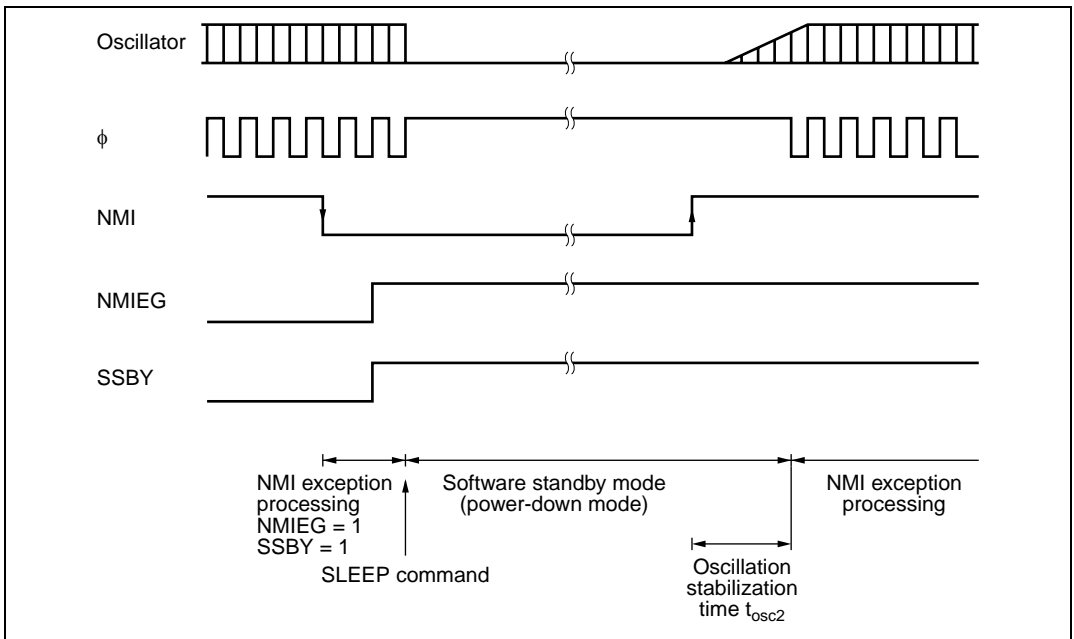 Oscillator
ϕ
NMI
NMIEG
SSBY
NMI exception
processing
NMIEG = 1
SSBY = 1
SLEEP command
Software standby mode
(power-down mode)
Oscillation
stabilization
time tosc2
NMI exception
processing